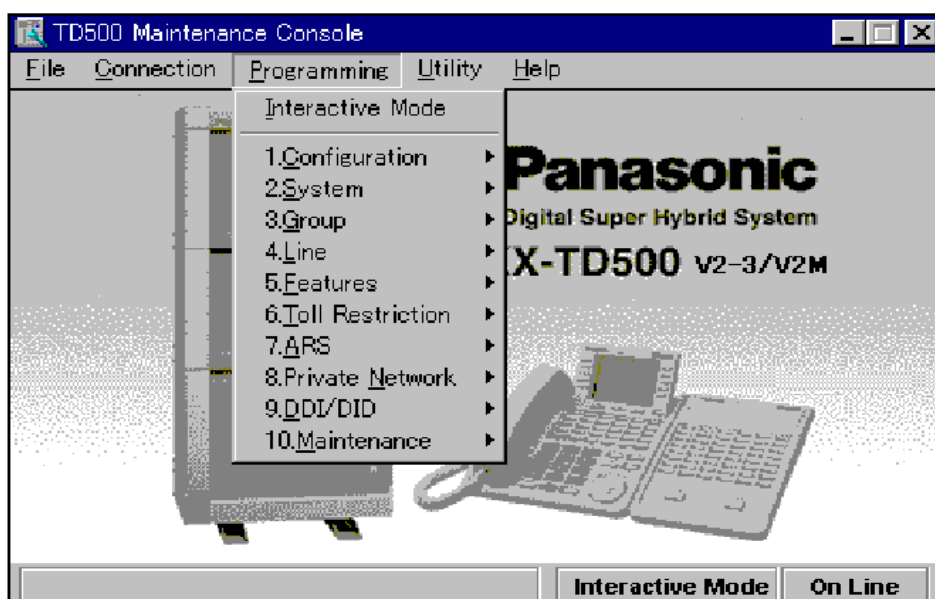 TD500 Maintenance Console
File Connection Programming Utility Help
Interactive Mode
1.Configuration
2.System
3.Group
4.Line
5.Features
6.Toll Restriction
7.ARS
8.Private Network
9.DDI/DID
10.Maintenance
Panasonic
Digital Super Hybrid System
X-TD500 V2-3/V2M
Interactive Mode On Line